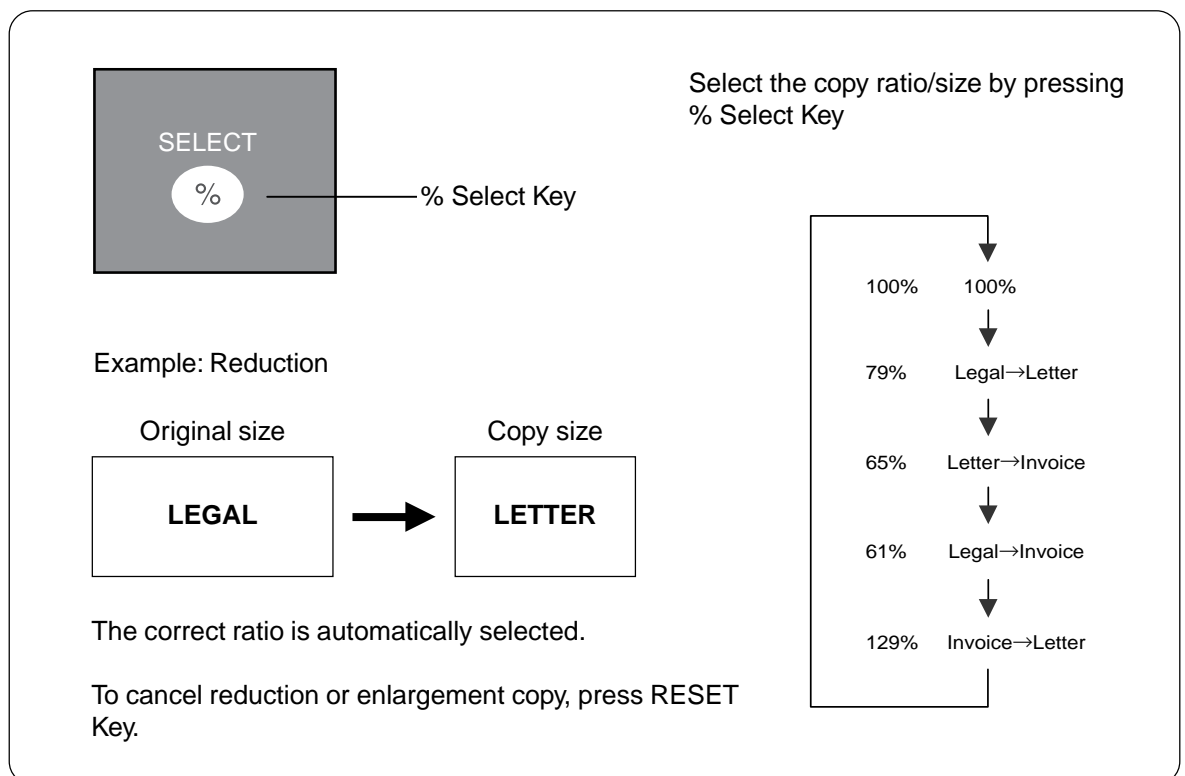 SELECT
%
% Select Key
Select the copy ratio/size by pressing
% Select Key
Example: Reduction
Original size
Copy size
LEGAL
LETTER
The correct ratio is automatically selected.
To cancel reduction or enlargement copy, press RESET
Key.
100% 100%
79% Legal→Letter
65% Letter→Invoice
61% Legal→Invoice
129% Invoice→Letter